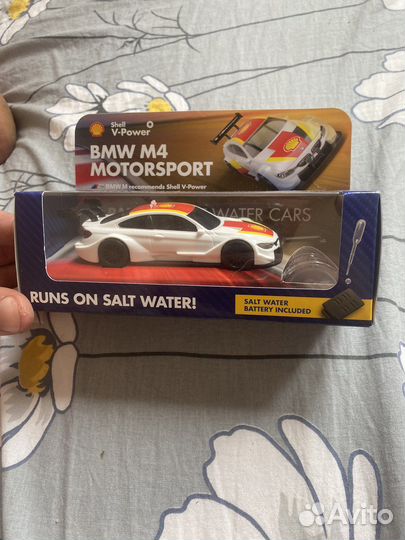 Shell
V-Power
BMW M4
MOTORSPORT
BMW M recommends Shell V-Power
WATER CARS
RUNS ON SALT WATER!
SALT WATER
BATTERY INCLUDED
Avito